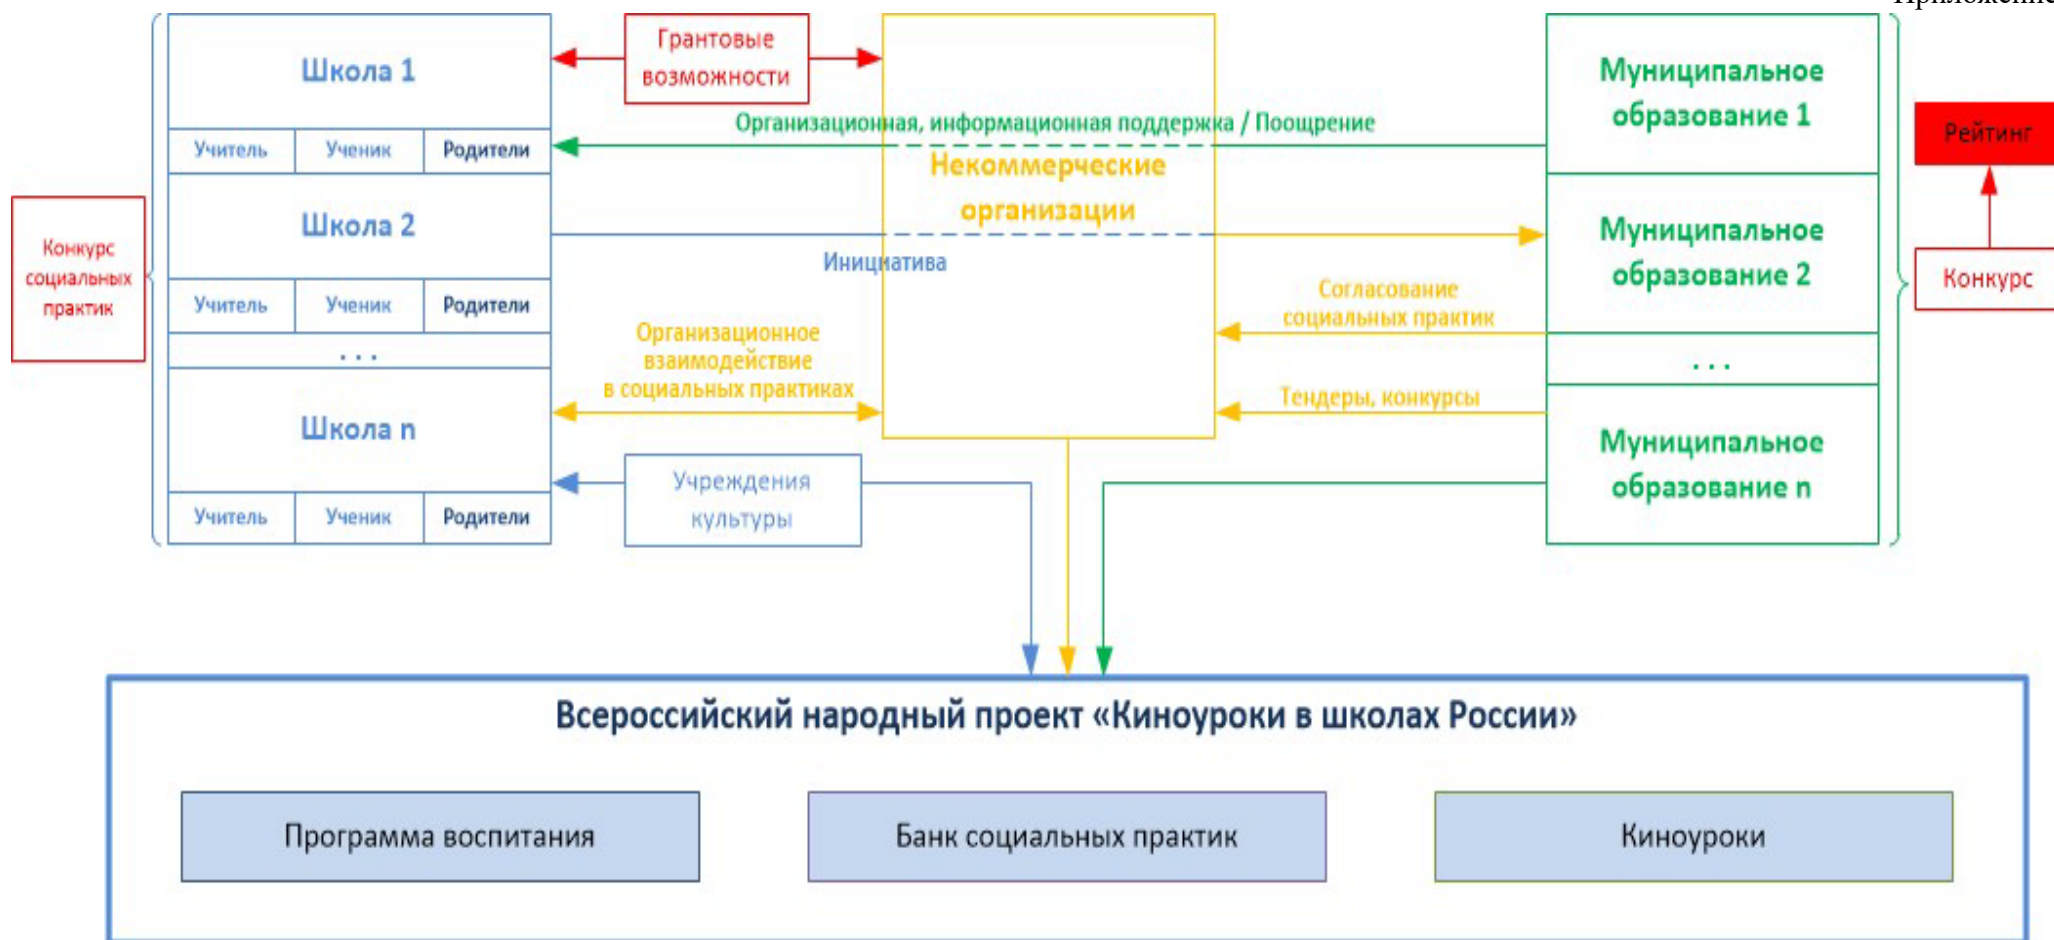 Приложение
Школа 1
Учитель
Ученик
Родители
Школа 2
Учитель
Ученик
Родители
. . .
Школа n
Учитель
Ученик
Родители
Конкурс
социальных
практик
Грантовые
возможности
Организационная, информационная поддержка / Поощрение
Некоммерческие
организации
Инициатива
Организационное
взаимодействие
в социальных практиках
Учреждения
культуры
Согласование
социальных практик
Тендеры, конкурсы
Муниципальное
образование 1
Муниципальное
образование 2
. . .
Муниципальное
образование n
Рейтинг
Конкурс
Всероссийский народный проект «Киноуроки в школах России»
Программа воспитания
Банк социальных практик
Киноуроки